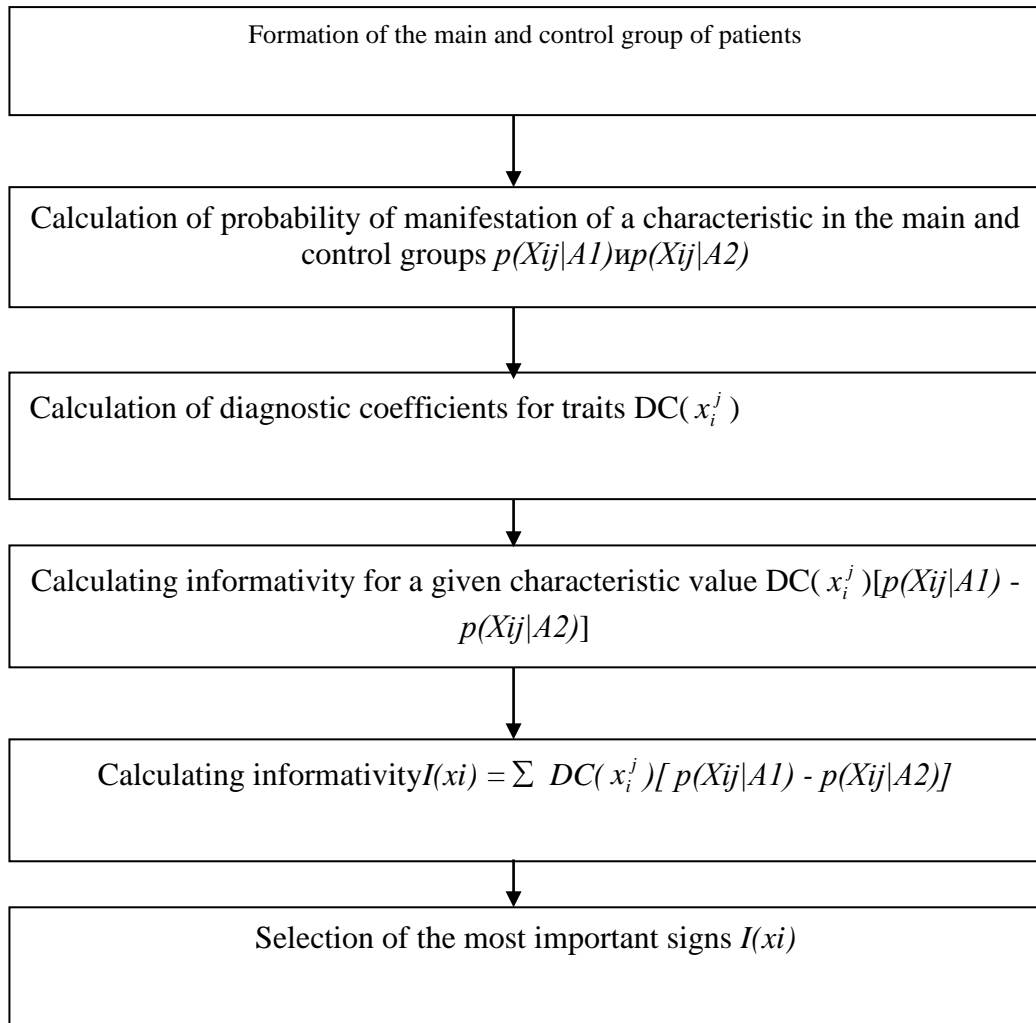 Formation of the main and control group of patients
Calculation of probability of manifestation of a characteristic in the main and
control groups p(Xij|A1)иp(Xij|A2)
Calculation of diagnostic coefficients for traits DC( x_i^j )
Calculating informativity for a given characteristic value DC( x_i^j )[p(Xij|A1) -
p(Xij|A2)]
Calculating informativityI(xi) = ∑ DC( x_i^j )[ p(Xij|A1) - p(Xij|A2)]
Selection of the most important signs I(xi)